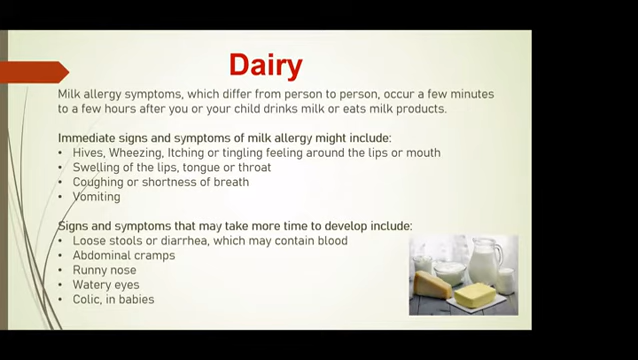 Dairy
Milk allergy symptoms, which differ from person to person, occur a few minutes
to a few hours after you or your child drinks milk or eats milk products.
Immediate signs and symptoms of milk allergy might include:
• Hives, Wheezing, Itching or tingling feeling around the lips or mouth
• Swelling of the lips, tongue or throat
• Coughing or shortness of breath
• Vomiting
Signs and symptoms that may take more time to develop include:
• Loose stools or diarrhea, which may contain blood
• Abdominal cramps
• Runny nose
• Watery eyes
• Colic, in babies